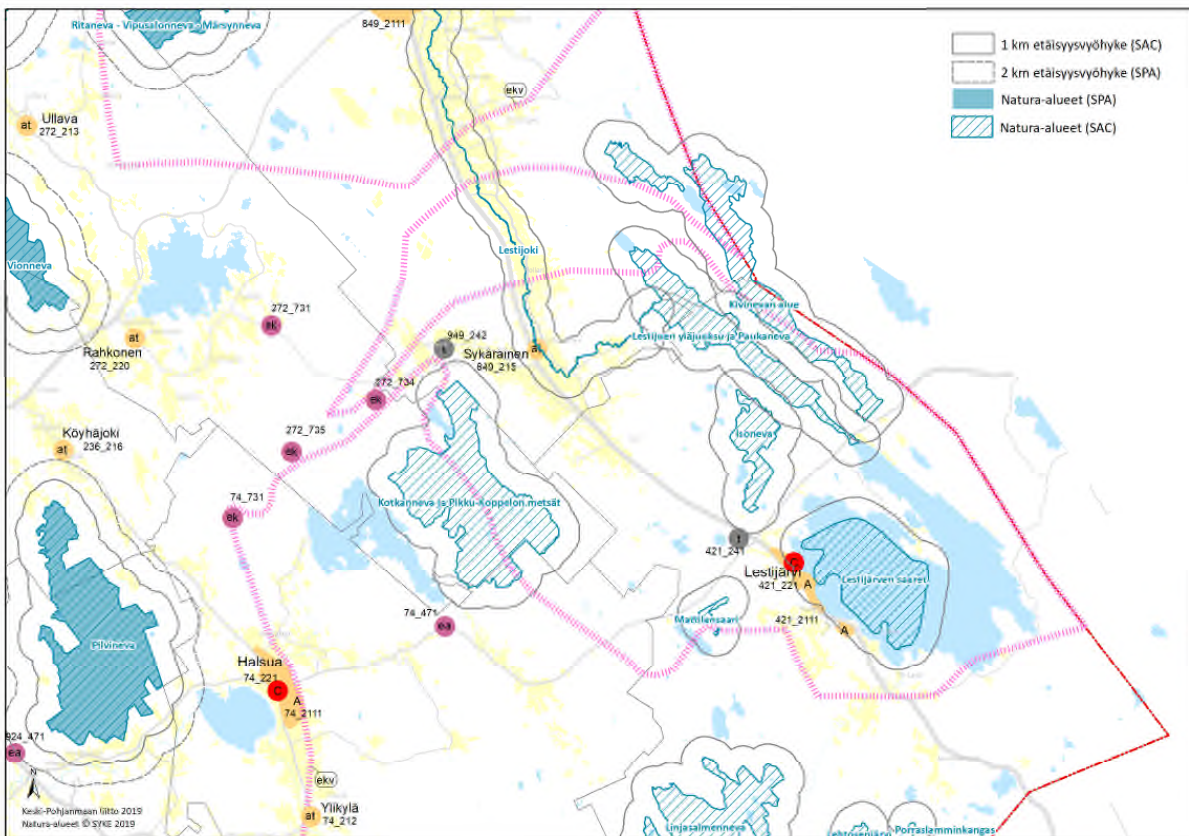 Ritaneva - Vipusalonneva - Märsynneva
849_2111
1 km etäisyysvyöhyke (SAC)
2 km etäisyysvyöhyke (SPA)
Natura-alueet (SPA)
Natura-alueet (SAC)
ekv
at
Ullava
272_213
Vionneva
Lestijoki
272_731
ek
Kivinevan alue
Lestijoen yläjuoksu ja Paukaneva
at
Rahkonen
272_220
949_242
t
Sykäräinen
849_215
at
272_734
ek
Köyhäjoki
236_216
at
272_735
ek
Isoneva
74_731
ek
Kotkanneva ja Pikku-Koppelon metsät
t
421_241
C
Lestijärvi
421_221
A
Lestijärven saaret
421_2111
A
Mattilansaari
74_471
ea
Pilvineva
Halsua
74_221
C
A
74_2111
924_471
ea
N
ekv
Keski-Pohjanmaan liitto 2019
Natura-alueet © SYKE 2019
at
Ylikylä
74_212
Linjasalmenneva
Porraslamminkangas